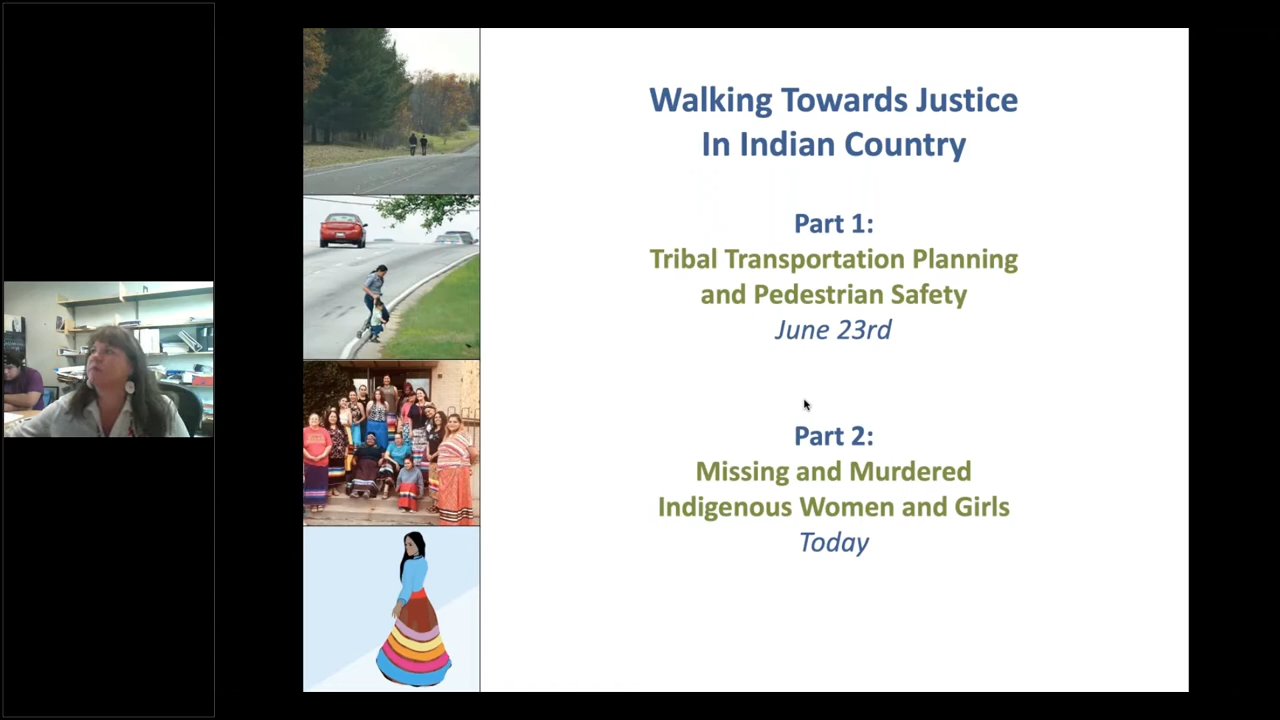 Walking Towards Justice
In Indian Country
Part 1:
Tribal Transportation Planning
and Pedestrian Safety
June 23rd
Part 2:
Missing and Murdered
Indigenous Women and Girls
Today